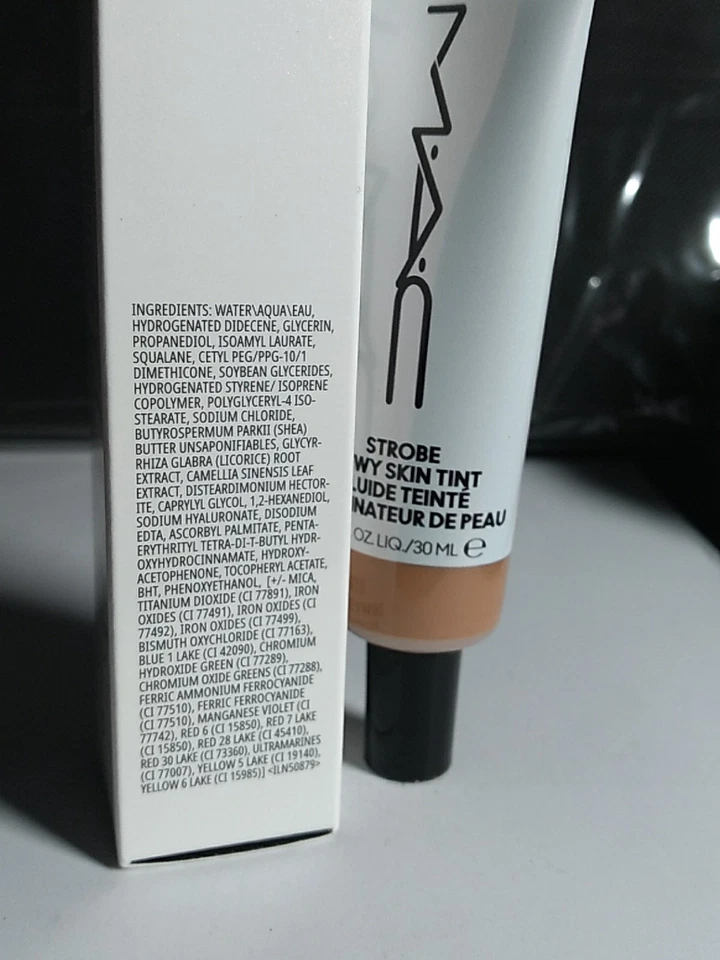 INGREDIENTS: WATER\AQUA\EAU,
HYDROGENATED DIDECENE, GLYCERIN,
PROPANEDIOL, ISOAMYL LAURATE,
SQUALANE, CETYL PEG/PPG-10/1
DIMETHICONE, SOYBEAN GLYCERIDES,
HYDROGENATED STYRENE/ ISOPRENE
COPOLYMER, POLYGLYCERYL-4 ISO-
STEARATE, SODIUM CHLORIDE,
BUTYROSPERMUM PARKII (SHEA)
BUTTER UNSAPONIFIABLES, GLYCYR-
RHIZA GLABRA (LICORICE) ROOT
EXTRACT, CAMELLIA SINENSIS LEAF
EXTRACT, DISTEARDIMONIUM HECTOR-
ITE, CAPRYLYL GLYCOL, 1,2-HEXANEDIOL,
SODIUM HYALURONATE, DISODIUM
EDTA, ASCORBYL PALMITATE, PENTA-
ERYTHRITYL TETRA-DI-T-BUTYL HYDR-
OXYHYDROCINNAMATE, HYDROXY-
ACETOPHENONE, TOCOPHERYL ACETATE,
BHT, PHENOXYETHANOL, [+/- MICA,
TITANIUM DIOXIDE (CI 77891), IRON
OXIDES (CI 77491), IRON OXIDES (CI
77492), IRON OXIDES (CI 77499),
BISMUTH OXYCHLORIDE (CI 77163),
BLUE 1 LAKE (CI 42090), CHROMIUM
HYDROXIDE GREEN (CI 77289),
CHROMIUM OXIDE GREENS (CI 77288),
FERRIC AMMONIUM FERROCYANIDE
(CI 77510), FERRIC FERROCYANIDE
(CI 77510), MANGANESE VIOLET (CI
77742), RED 6 (CI 15850), RED 7 LAKE
(CI 15850), RED 28 LAKE (CI 45410),
RED 30 LAKE (CI 73360), ULTRAMARINES
(CI 77007), YELLOW 5 LAKE (CI 19140),
YELLOW 6 LAKE (CI 15985)] <ILN50879>
M·A·C
STROBE
WY SKIN TINT
LUIDE TEINTÉ
NATEUR DE PEAU
OZ. LIQ./30 ML ℮